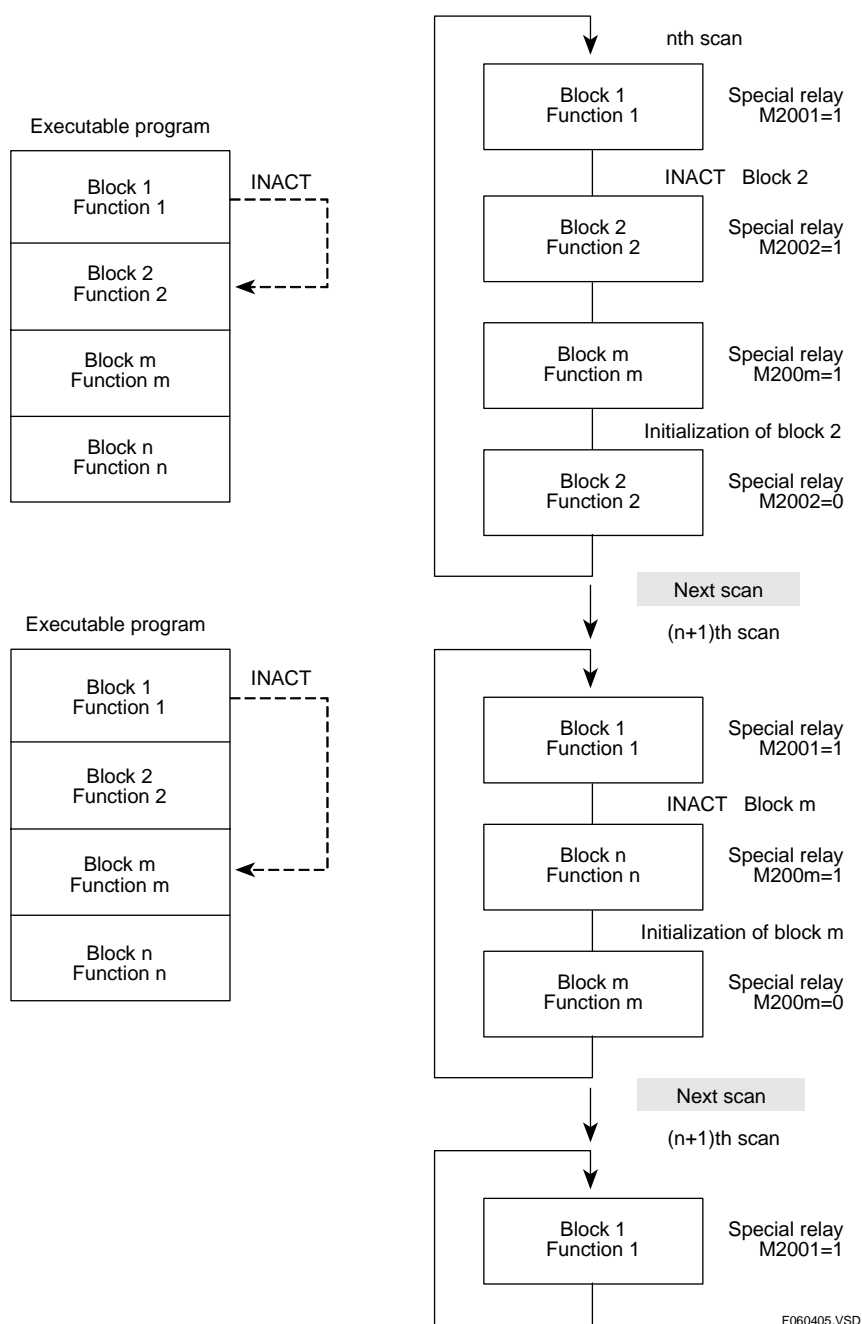 Executable program
Block 1
Function 1
INACT
Block 2
Function 2
Block m
Function m
Block n
Function n
Executable program
Block 1
Function 1
INACT
Block 2
Function 2
Block m
Function m
Block n
Function n
nth scan
Block 1
Function 1
Special relay
M2001=1
INACT Block 2
Block 2
Function 2
Special relay
M2002=1
Block m
Function m
Special relay
M200m=1
Initialization of block 2
Block 2
Function 2
Special relay
M2002=0
Next scan
(n+1)th scan
Block 1
Function 1
Special relay
M2001=1
INACT Block m
Block n
Function n
Special relay
M200m=1
Initialization of block m
Block m
Function m
Special relay
M200m=0
Next scan
(n+1)th scan
Block 1
Function 1
Special relay
M2001=1
F060405.VSD